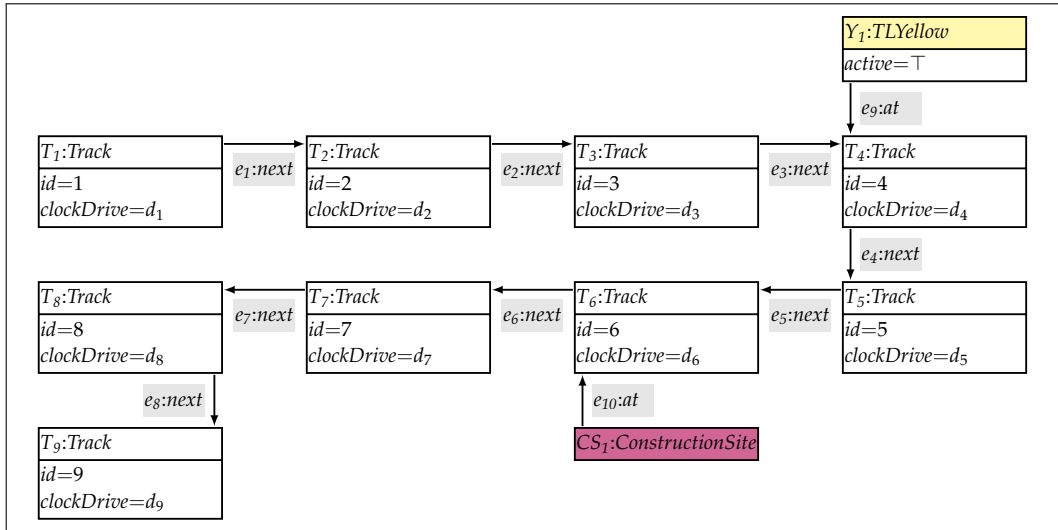 Y₁:TLYellow
active=⊤
e₉:at
T₁:Track
id=1
clockDrive=d₁
e₁:next
T₂:Track
id=2
clockDrive=d₂
e₂:next
T₃:Track
id=3
clockDrive=d₃
e₃:next
T₄:Track
id=4
clockDrive=d₄
e₄:next
T₈:Track
id=8
clockDrive=d₈
e₇:next
T₇:Track
id=7
clockDrive=d₇
e₆:next
T₆:Track
id=6
clockDrive=d₆
e₅:next
T₅:Track
id=5
clockDrive=d₅
e₈:next
e₁₀:at
T₉:Track
id=9
clockDrive=d₉
CS₁:ConstructionSite